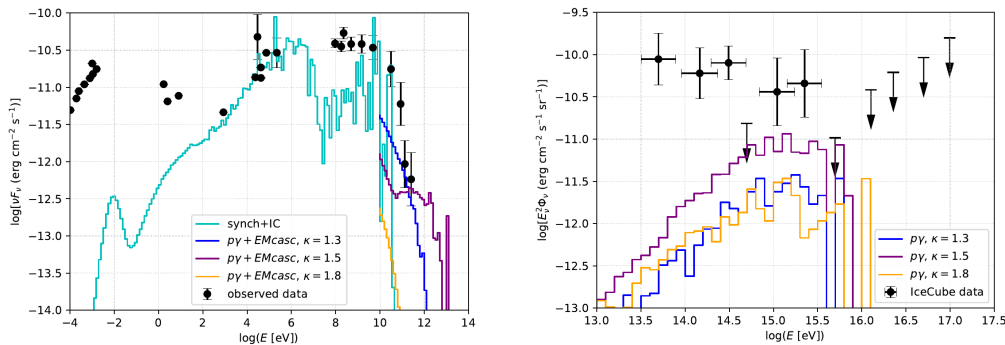 −10.0
−10.5
−11.0
−11.5
−12.0
−12.5
−13.0
−13.5
−14.0
log[νFν (erg cm−2 s−1)]
synch+IC
pγ + EMcasc, κ = 1.3
pγ + EMcasc, κ = 1.5
pγ + EMcasc, κ = 1.8
observed data
−4 −2 0 2 4 6 8 10 12 14
log(E [eV])
−9.5
−10.0
−10.5
−11.0
−11.5
−12.0
−12.5
−13.0
log[Eν²Φν (erg cm−2 s−1 sr−1)]
pγ, κ = 1.3
pγ, κ = 1.5
pγ, κ = 1.8
IceCube data
13.0 13.5 14.0 14.5 15.0 15.5 16.0 16.5 17.0 17.5
log(E [eV])